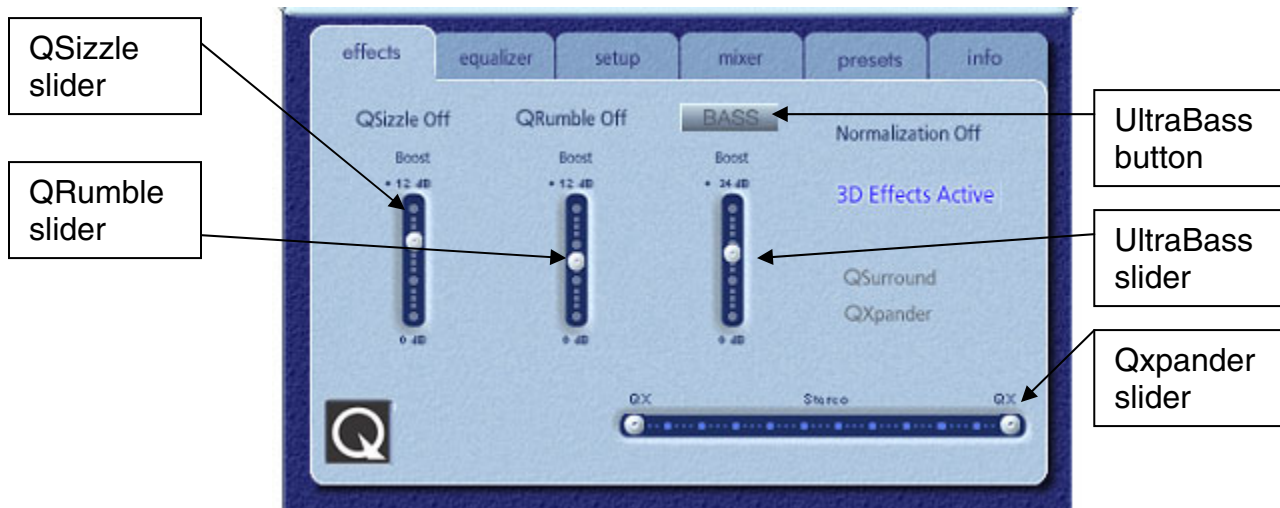 QSizzle
slider
QRumble
slider
effects
equalizer
setup
mixer
presets
info
QSizzle Off
QRumble Off
BASS
Normalization Off
Boost
Boost
Boost
+ 12 dB
+ 12 dB
+ 24 dB
3D Effects Active
QSurround
QXpander
0 dB
0 dB
0 dB
QX
Stereo
QX
Q
UltraBass
button
UltraBass
slider
Qxpander
slider